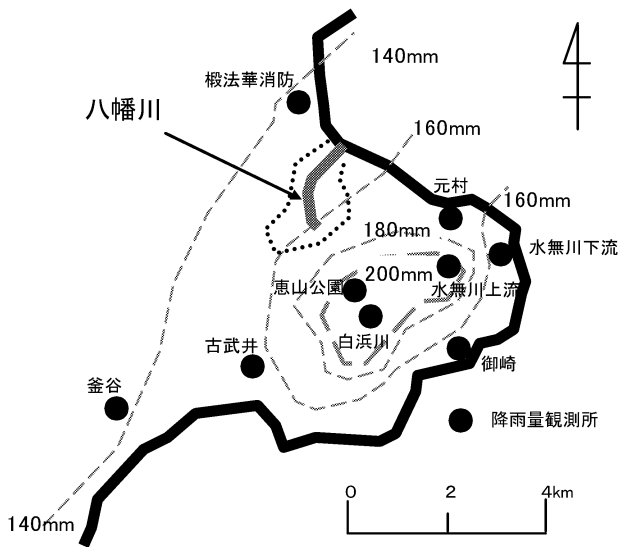 140mm
椴法華消防
八幡川
160mm
元村
160mm
180mm
水無川下流
200mm
恵山公園
水無川上流
白浜川
古武井
御崎
釜谷
降雨量観測所
0 2 4km
140mm